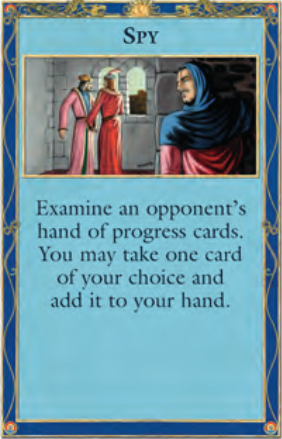 SPY
Examine an opponent's
hand of progress cards.
You may take one card
of your choice and
add it to your hand.